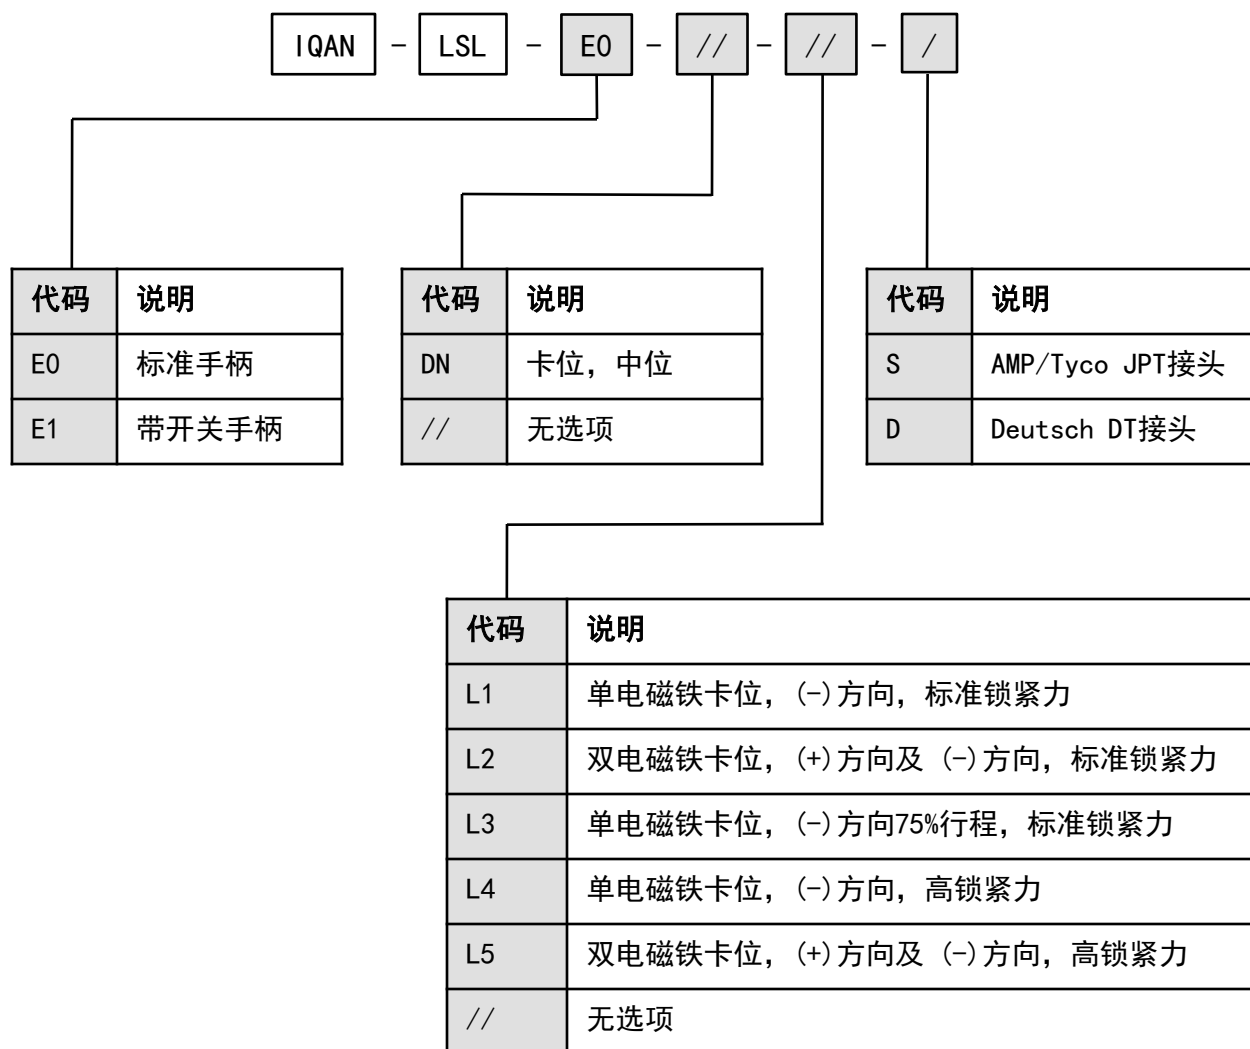 IQAN - LSL - E0 - // - // - /
代码 说明
E0 标准手柄
E1 带开关手柄
代码 说明
DN 卡位，中位
// 无选项
代码 说明
S AMP/Tyco JPT接头
D Deutsch DT接头
代码 说明
L1 单电磁铁卡位，(-)方向，标准锁紧力
L2 双电磁铁卡位，(+)方向及 (-)方向，标准锁紧力
L3 单电磁铁卡位，(-)方向75%行程，标准锁紧力
L4 单电磁铁卡位，(-)方向，高锁紧力
L5 双电磁铁卡位，(+)方向及 (-)方向，高锁紧力
// 无选项